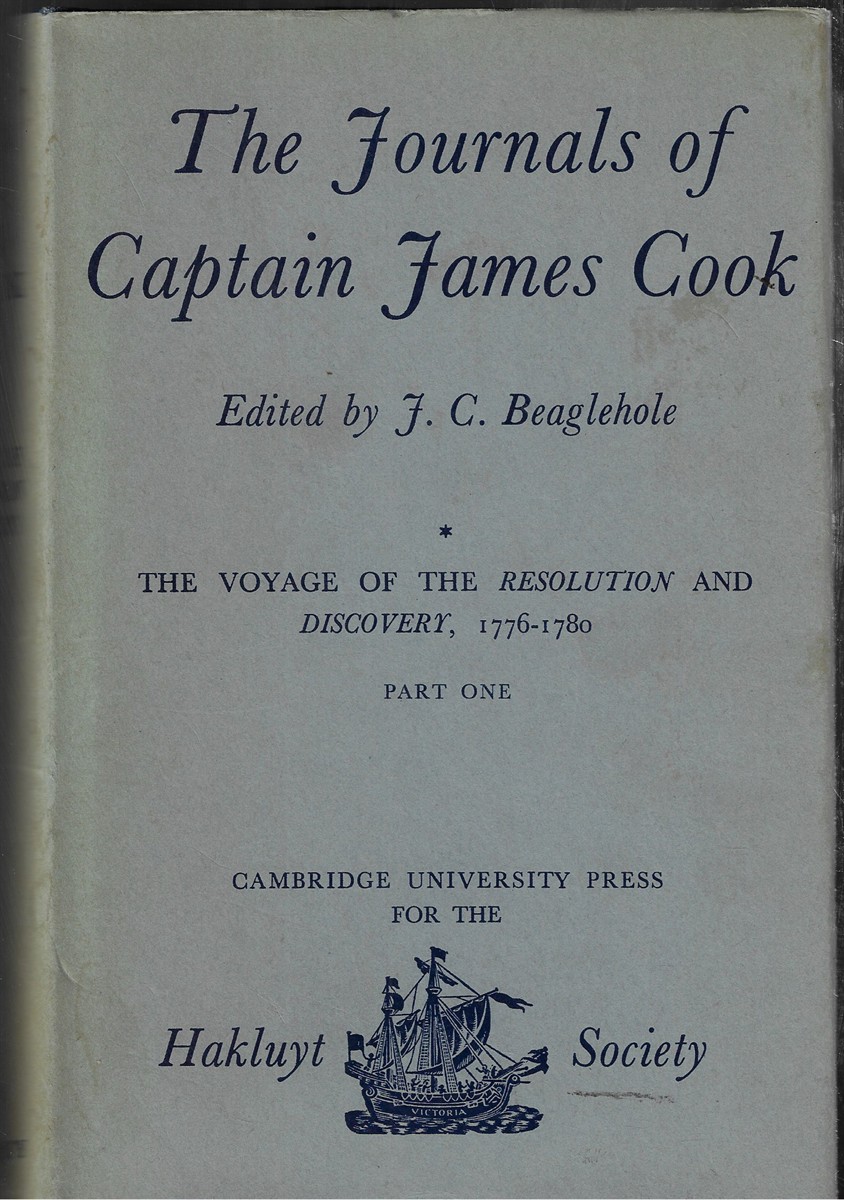 The Journals of
Captain James Cook
Edited by J. C. Beaglehole
*
THE VOYAGE OF THE RESOLUTION AND
DISCOVERY, 1776-1780
PART ONE
CAMBRIDGE UNIVERSITY PRESS
FOR THE
Hakluyt Society
VICTORIA